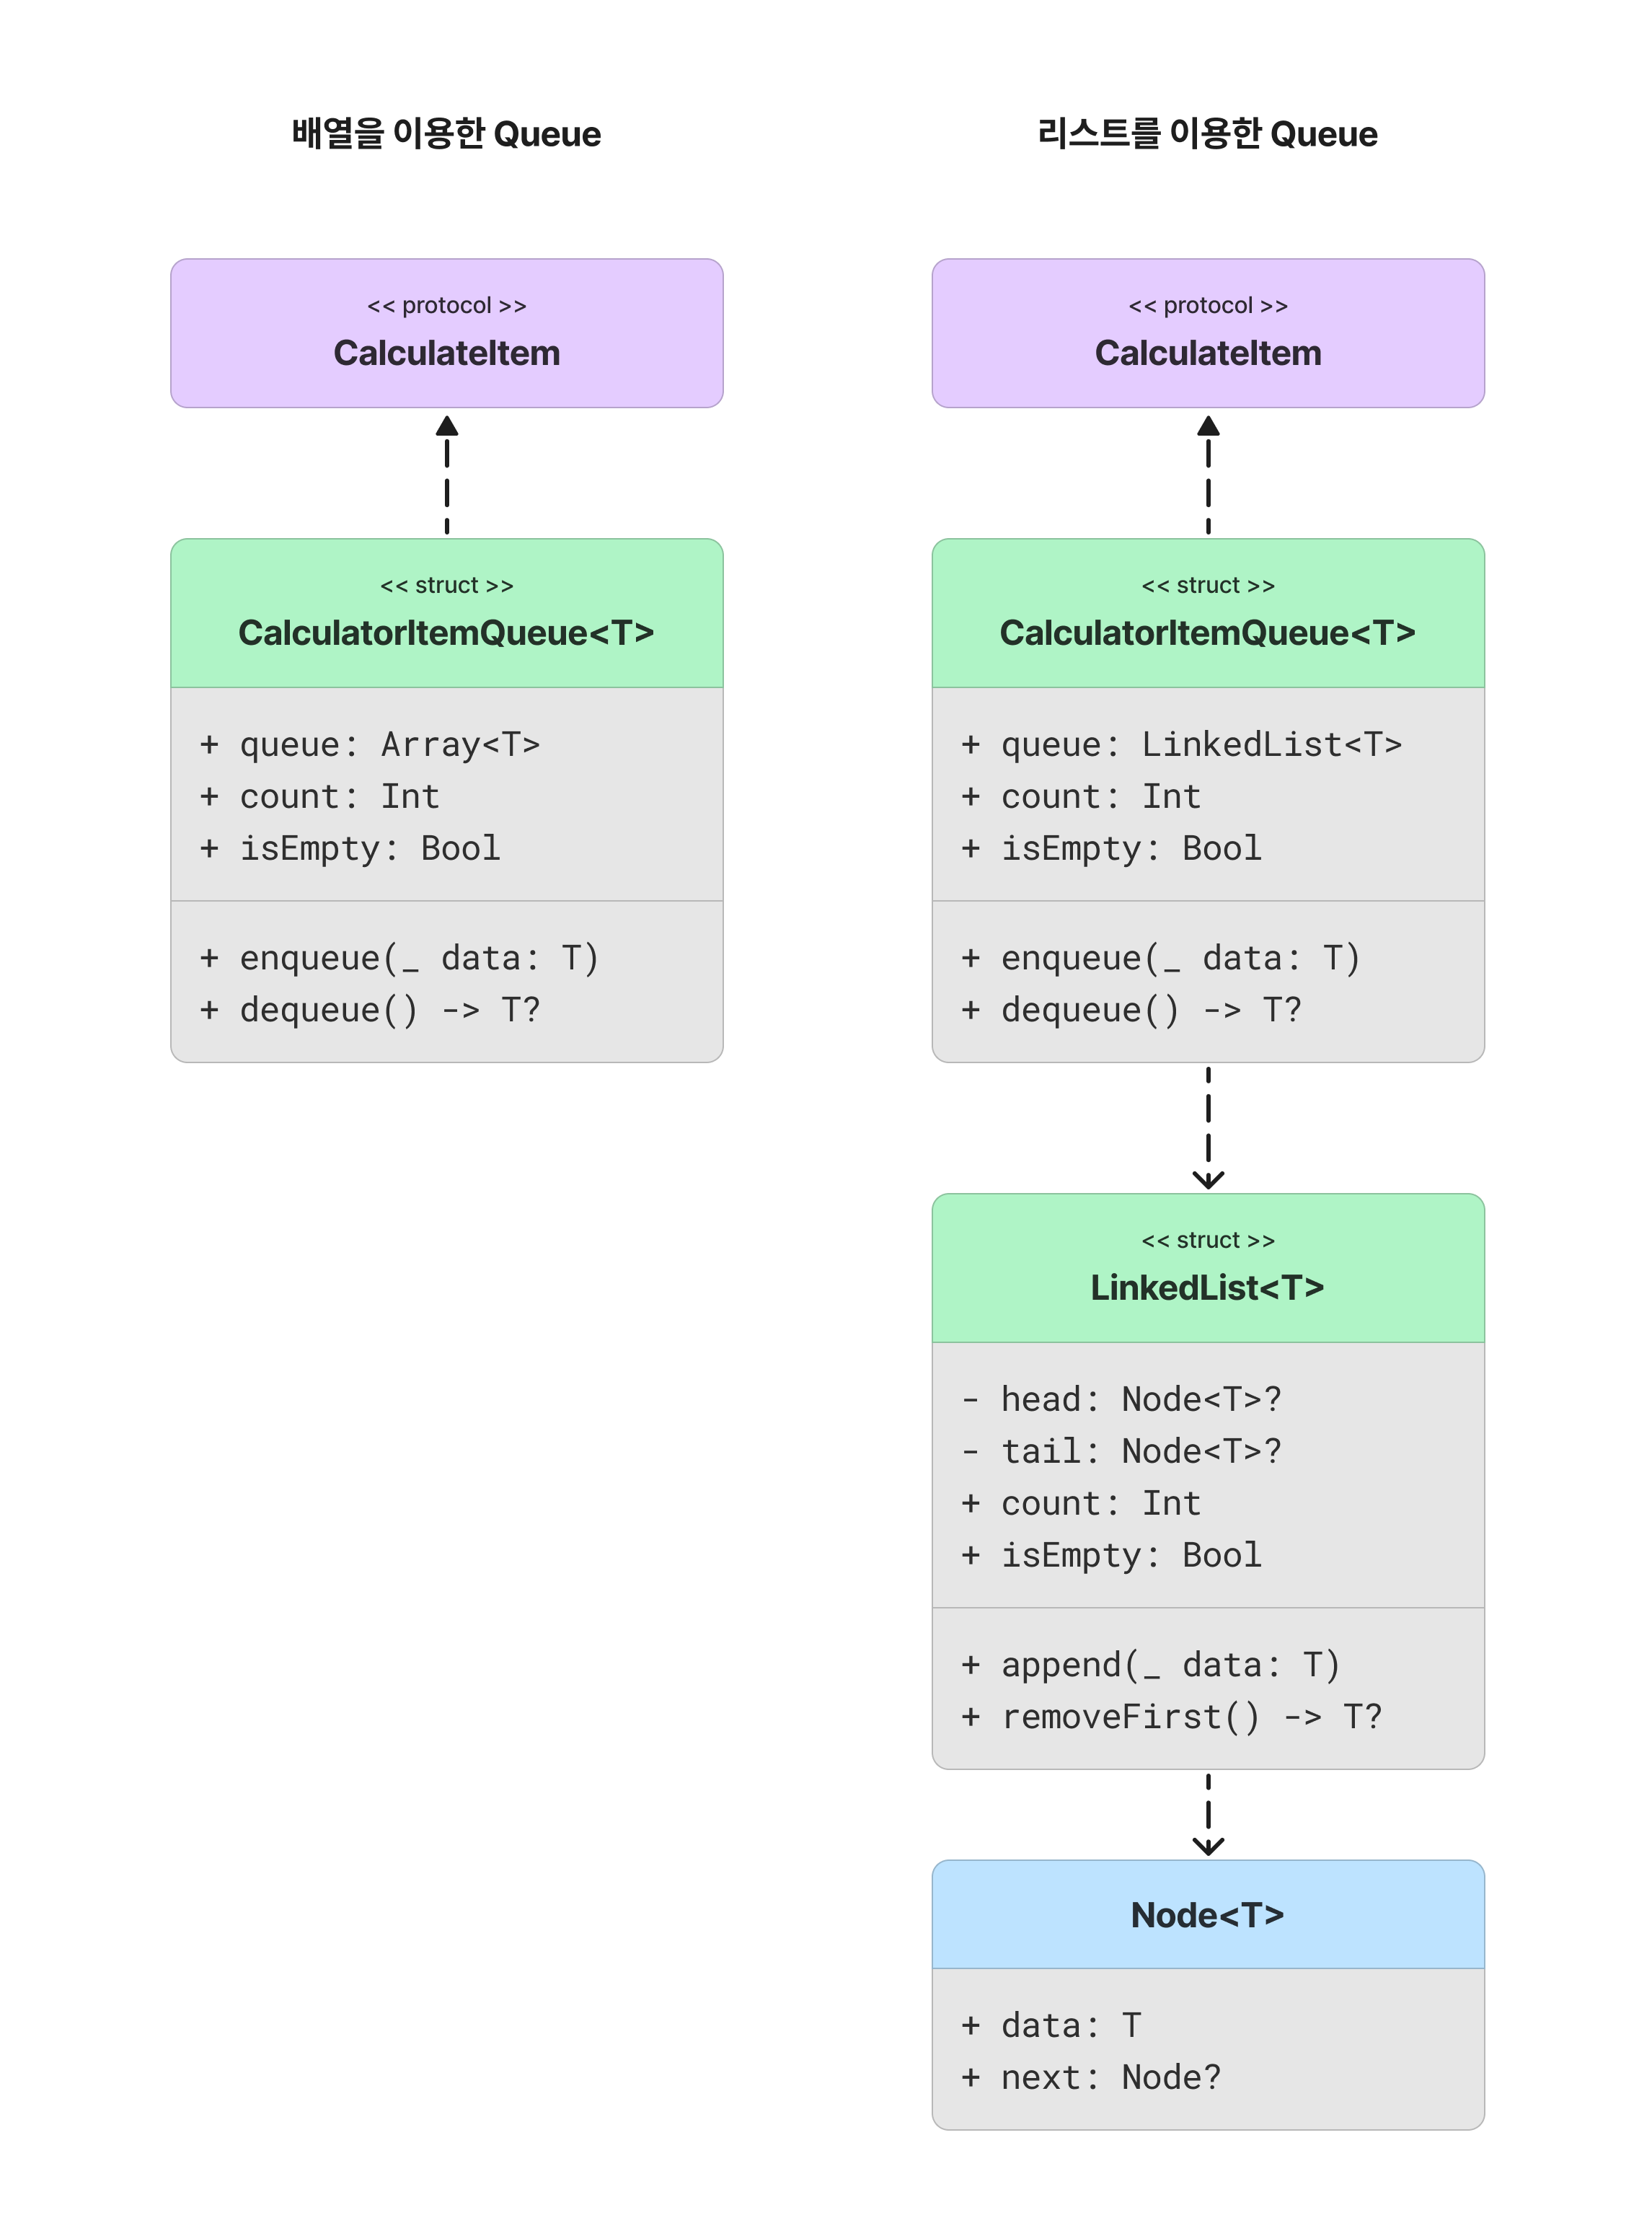 배열을 이용한 Queue
<< protocol >>
CalculateItem
<< struct >>
CalculatorItemQueue<T>
+ queue: Array<T>
+ count: Int
+ isEmpty: Bool
+ enqueue(_ data: T)
+ dequeue() -> T?
리스트를 이용한 Queue
<< protocol >>
CalculateItem
<< struct >>
CalculatorItemQueue<T>
+ queue: LinkedList<T>
+ count: Int
+ isEmpty: Bool
+ enqueue(_ data: T)
+ dequeue() -> T?
<< struct >>
LinkedList<T>
- head: Node<T>?
- tail: Node<T>?
+ count: Int
+ isEmpty: Bool
+ append(_ data: T)
+ removeFirst() -> T?
Node<T>
+ data: T
+ next: Node?